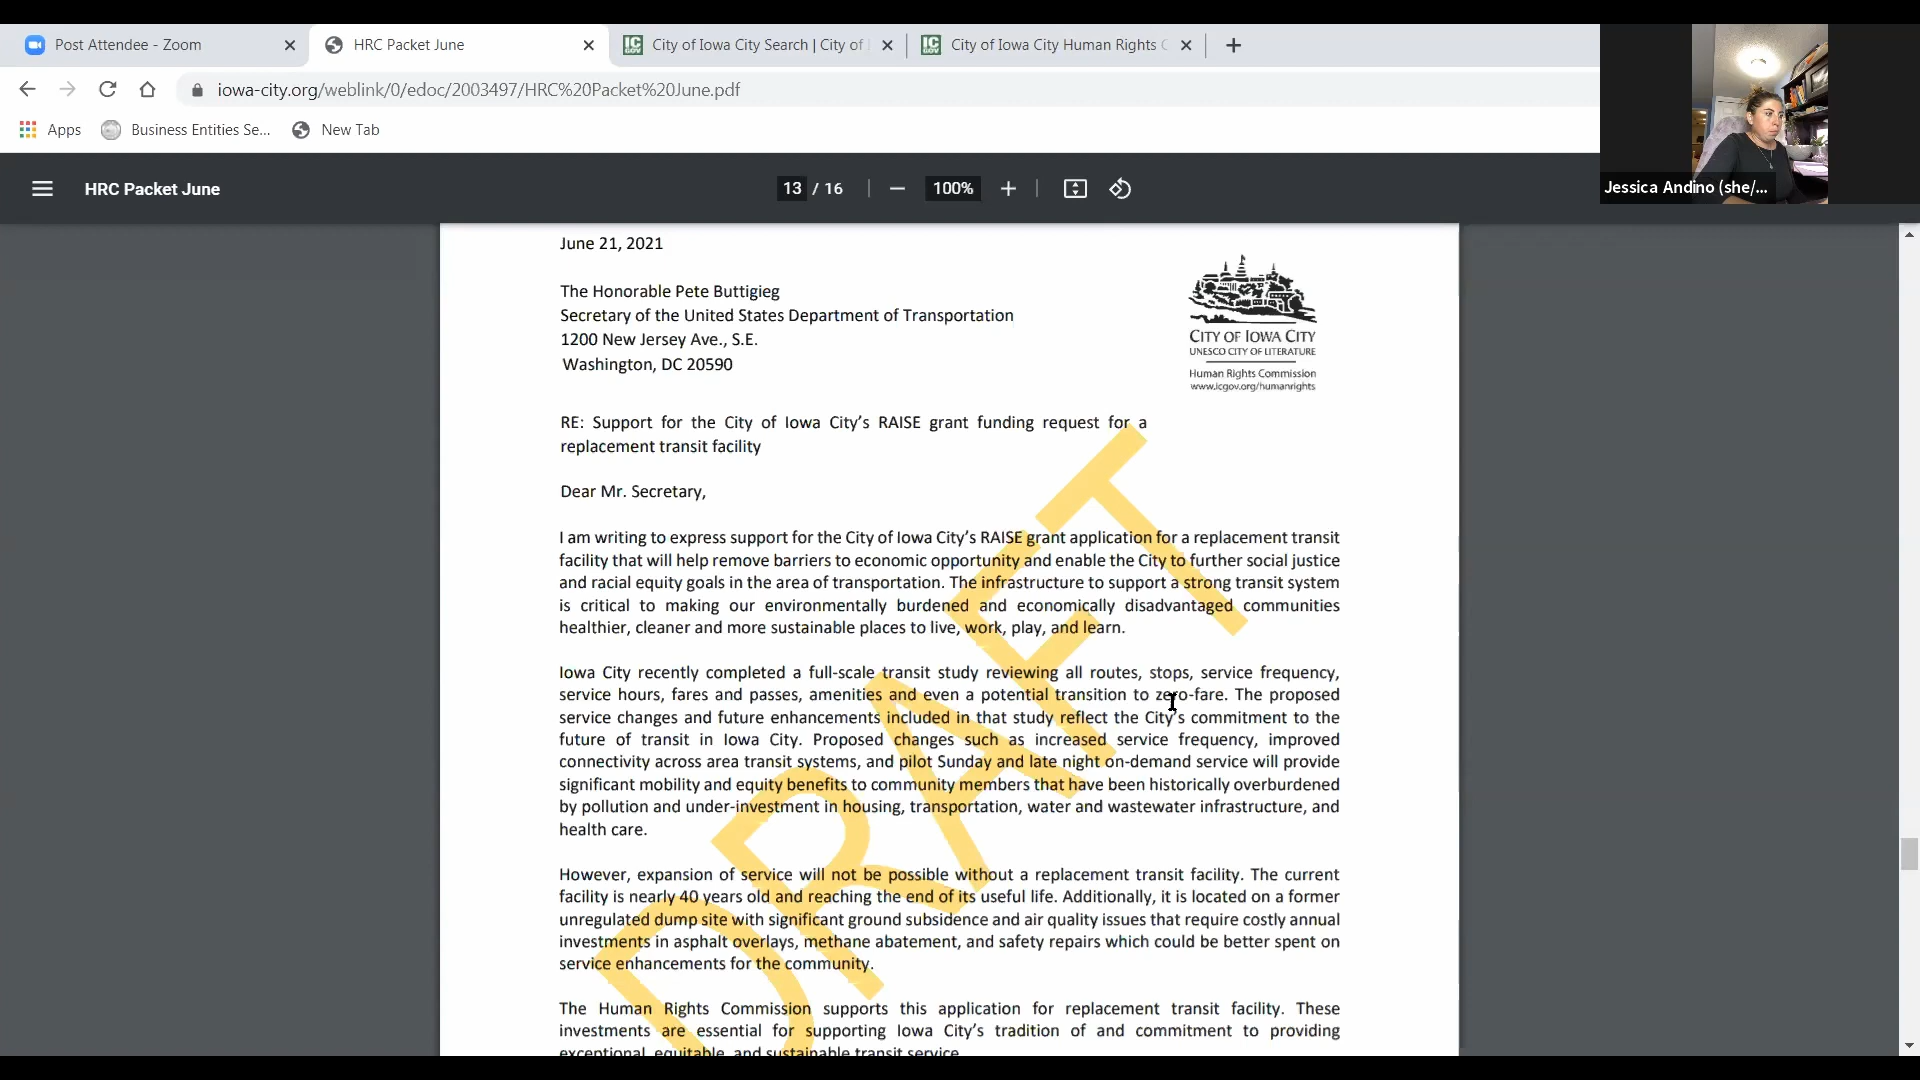 Post Attendee - Zoom
HRC Packet June
City of Iowa City Search | City of
City of Iowa City Human Rights C
iowa-city.org/weblink/0/edoc/2003497/HRC%20Packet%20June.pdf
Apps
Business Entities Se...
New Tab
Jessica Andino (she/...
HRC Packet June
13 / 16
100%
June 21, 2021
The Honorable Pete Buttigieg
Secretary of the United States Department of Transportation
1200 New Jersey Ave., S.E.
Washington, DC 20590
CITY OF IOWA CITY
UNESCO CITY OF LITERATURE
Human Rights Commission
www.icgov.org/humanrights
RE: Support for the City of Iowa City’s RAISE grant funding request for a
replacement transit facility
Dear Mr. Secretary,
I am writing to express support for the City of Iowa City’s RAISE grant application for a replacement transit
facility that will help remove barriers to economic opportunity and enable the City to further social justice
and racial equity goals in the area of transportation. The infrastructure to support a strong transit system
is critical to making our environmentally burdened and economically disadvantaged communities
healthier, cleaner and more sustainable places to live, work, play, and learn.
Iowa City recently completed a full-scale transit study reviewing all routes, stops, service frequency,
service hours, fares and passes, amenities and even a potential transition to zero-fare. The proposed
service changes and future enhancements included in that study reflect the City’s commitment to the
future of transit in Iowa City. Proposed changes such as increased service frequency, improved
connectivity across area transit systems, and pilot Sunday and late night on-demand service will provide
significant mobility and equity benefits to community members that have been historically overburdened
by pollution and under-investment in housing, transportation, water and wastewater infrastructure, and
health care.
However, expansion of service will not be possible without a replacement transit facility. The current
facility is nearly 40 years old and reaching the end of its useful life. Additionally, it is located on a former
unregulated dump site with significant ground subsidence and air quality issues that require costly annual
investments in asphalt overlays, methane abatement, and safety repairs which could be better spent on
service enhancements for the community.
The Human Rights Commission supports this application for replacement transit facility. These
investments are essential for supporting Iowa City’s tradition of and commitment to providing
exceptional, equitable, and sustainable transit service.
DRAFT